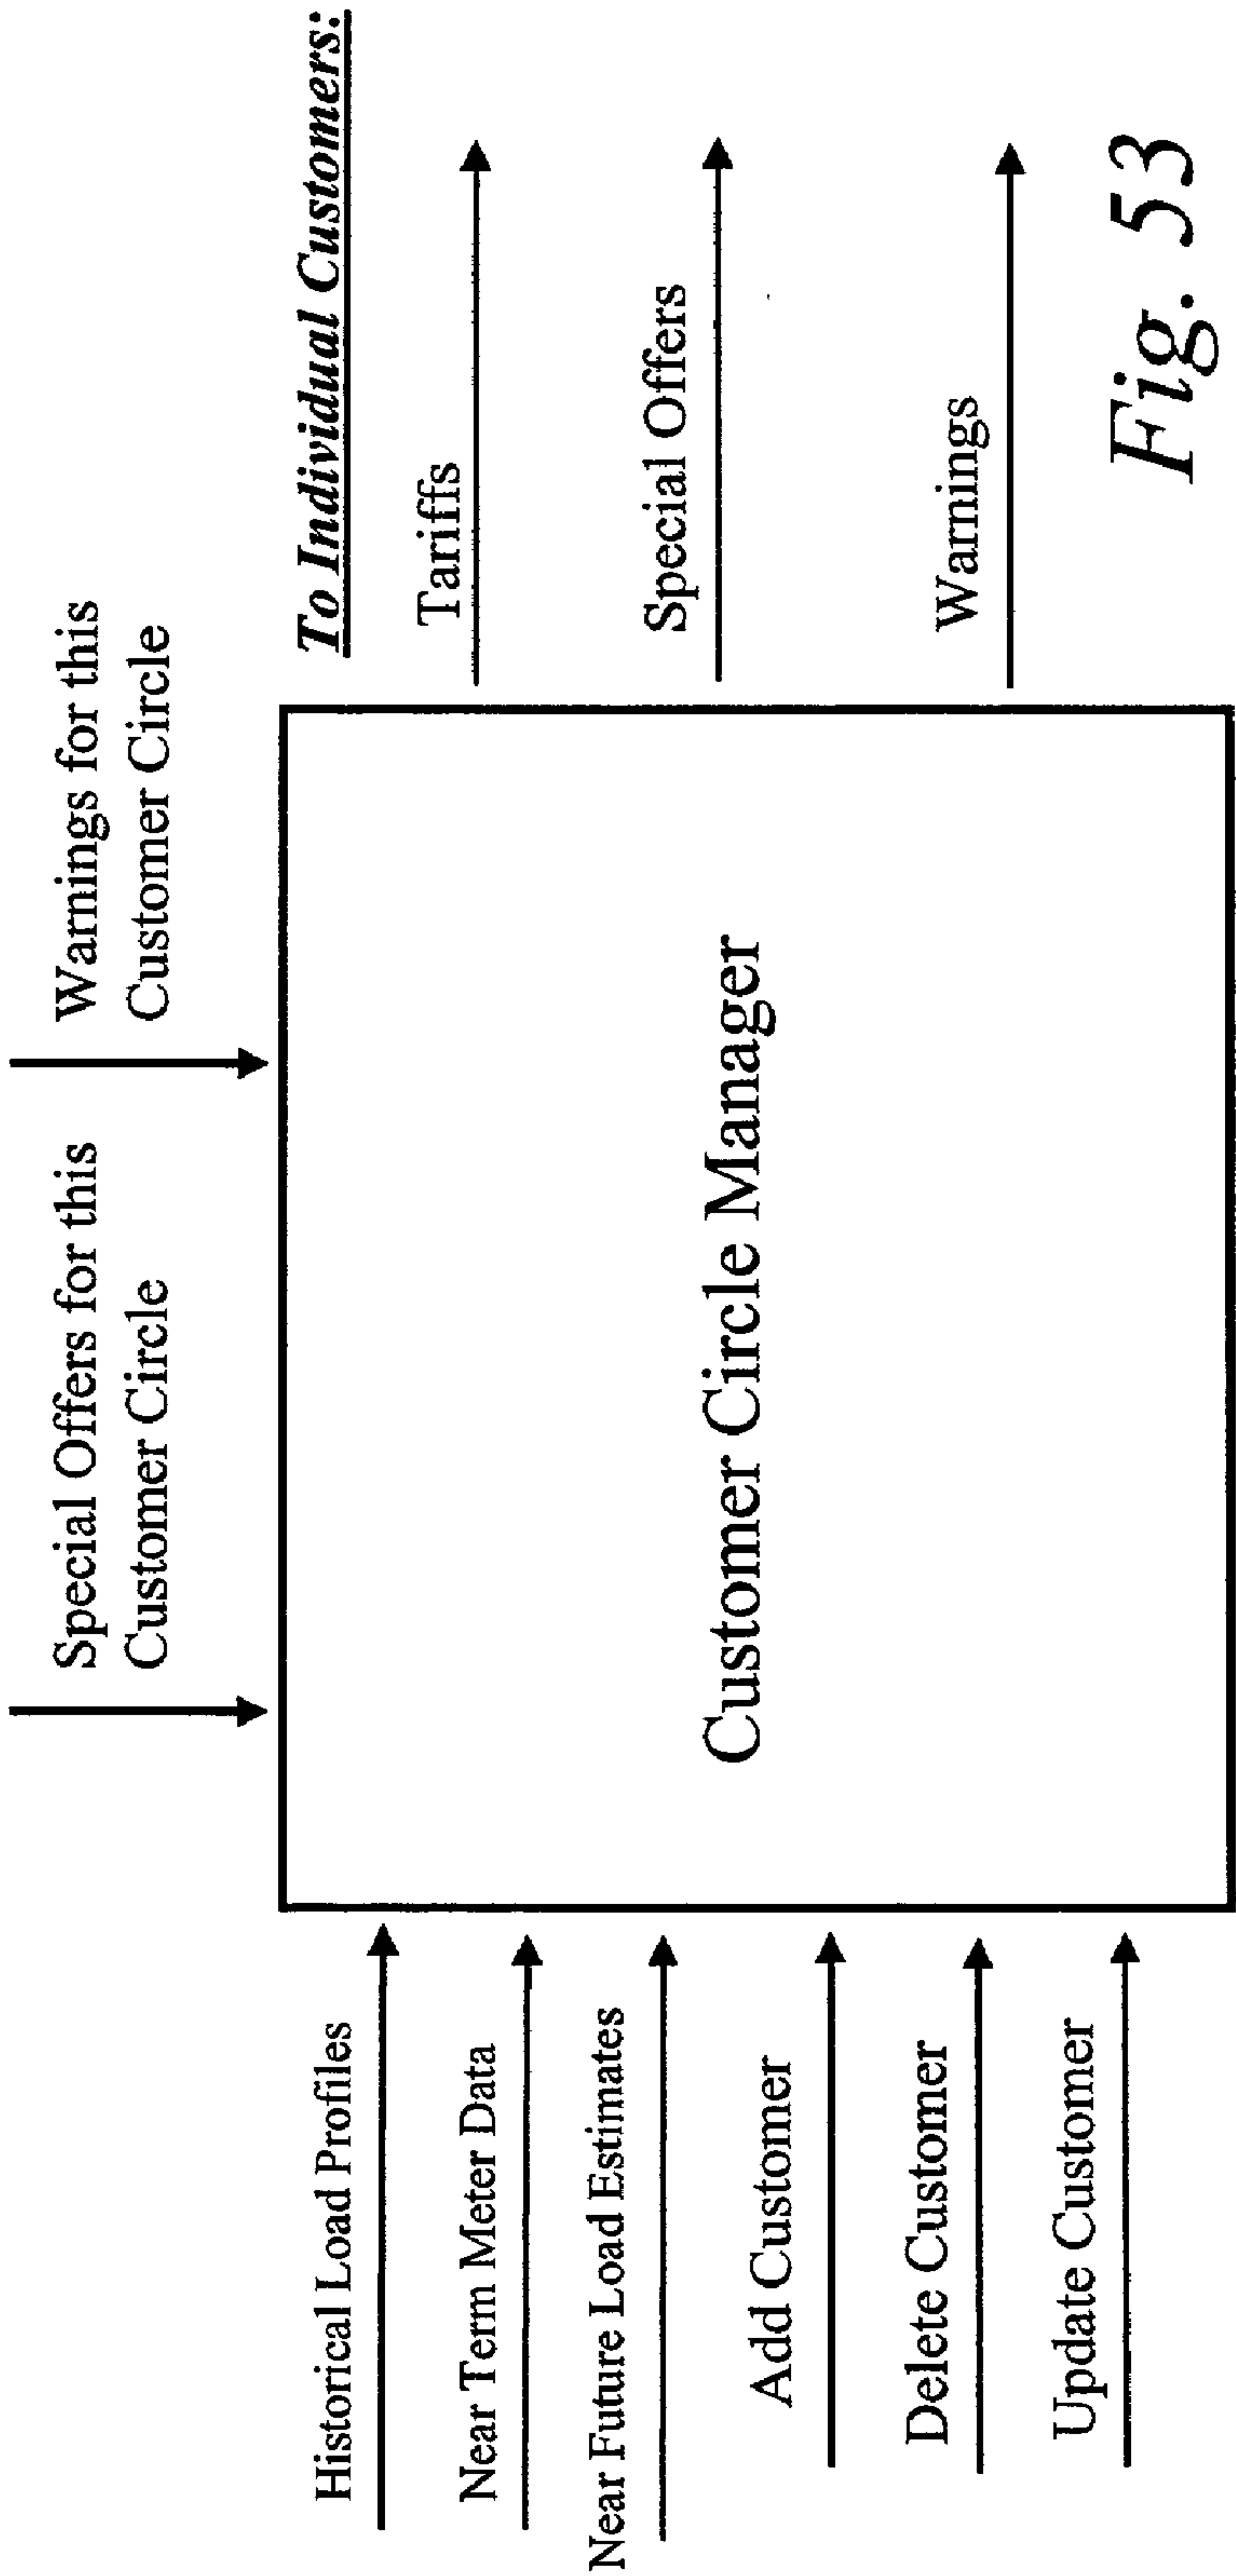 Special Offers for this
Customer Circle
Warnings for this
Customer Circle
To Individual Customers:
Historical Load Profiles
Near Term Meter Data
Near Future Load Estimates
Add Customer
Delete Customer
Update Customer
Customer Circle Manager
Tariffs
Special Offers
Warnings
Fig. 53